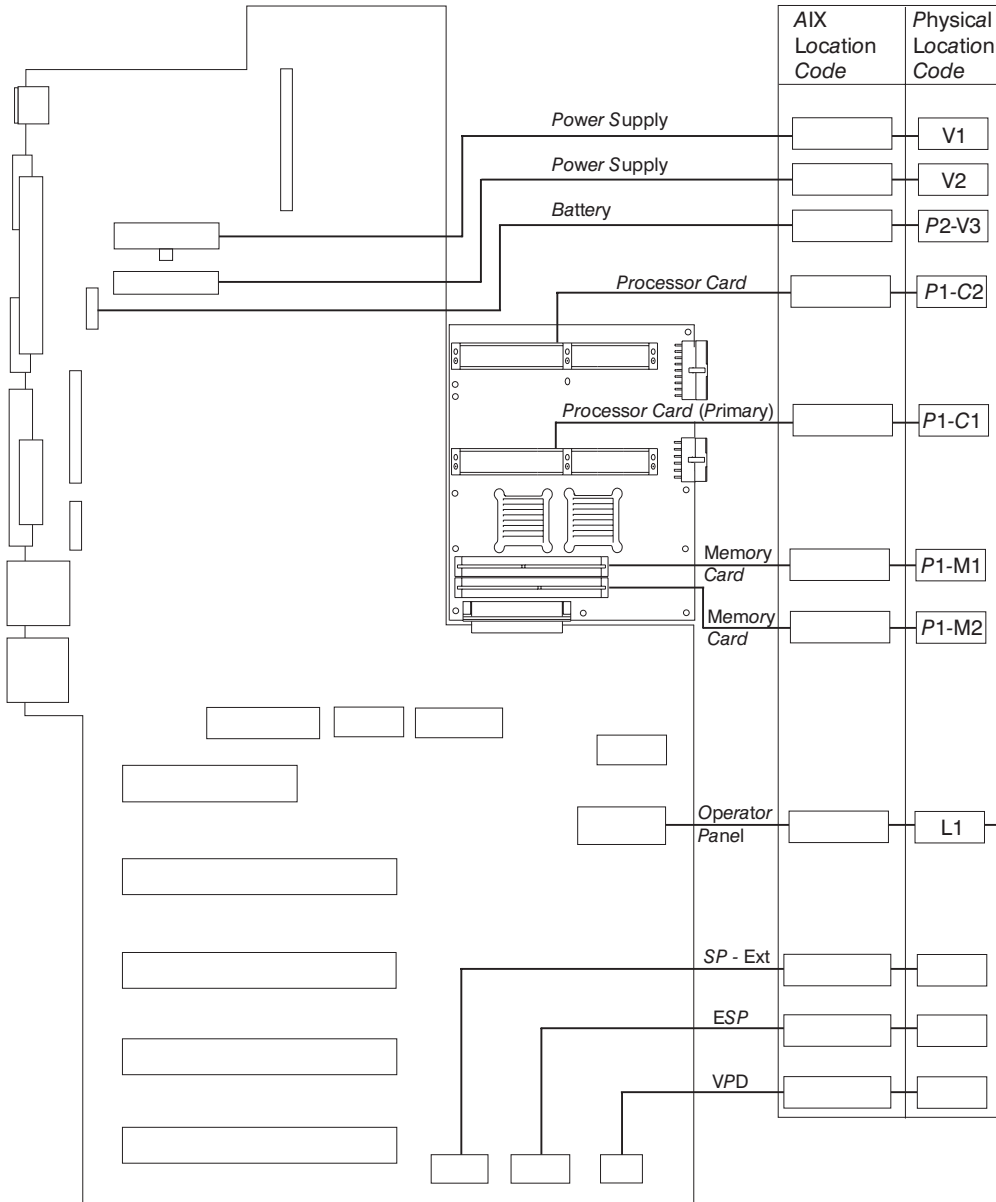 AIX
Location
Code
Physical
Location
Code
Power Supply
V1
Power Supply
V2
Battery
P2-V3
Processor Card
P1-C2
Processor Card (Primary)
P1-C1
Memory
Card
P1-M1
Memory
Card
P1-M2
Operator
Panel
L1
SP - Ext
ESP
VPD